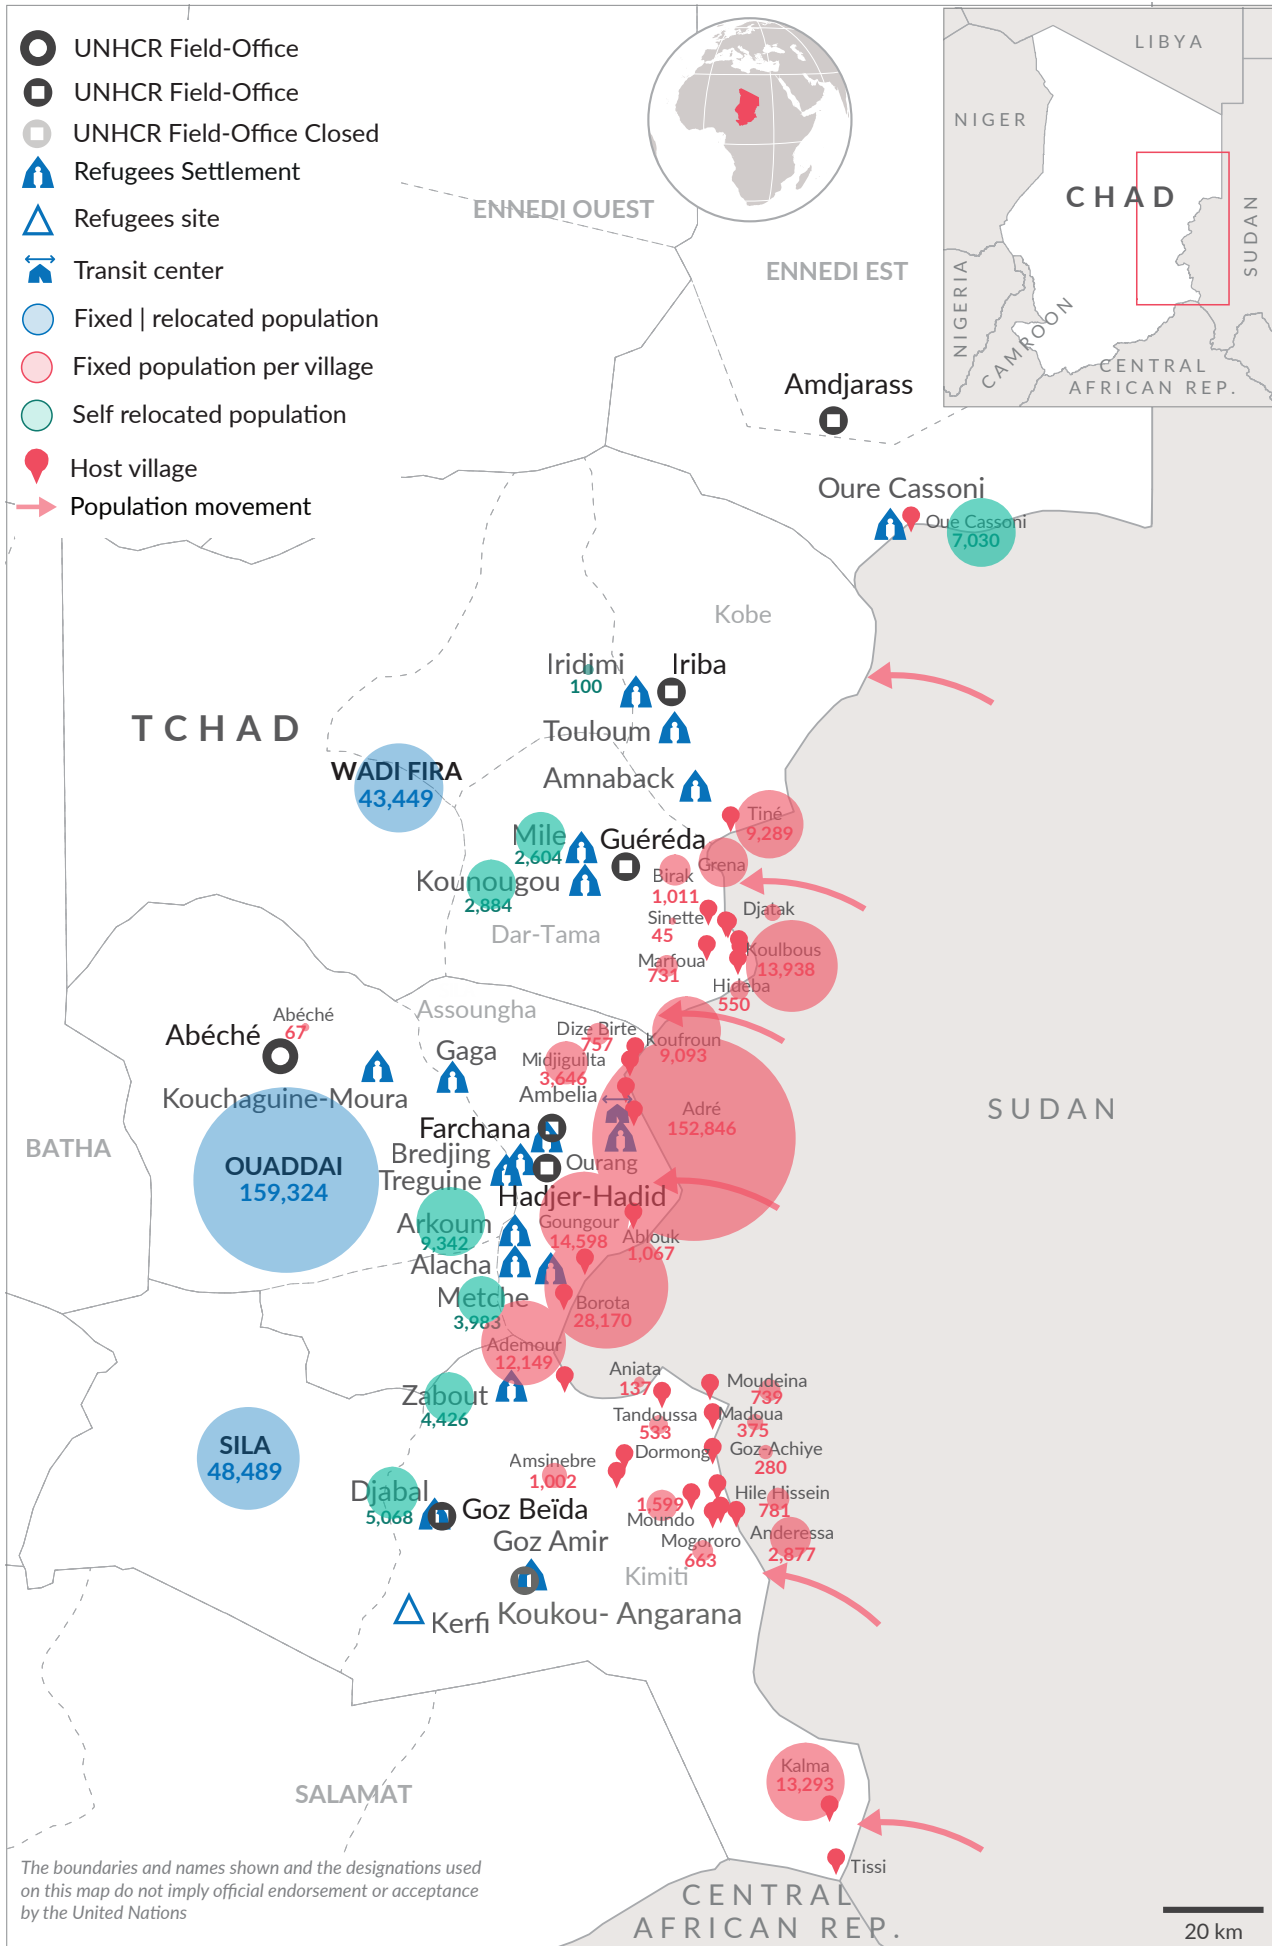 UNHCR Field-Office
UNHCR Field-Office
UNHCR Field-Office Closed
Refugees Settlement
Refugees site
Transit center
Fixed | relocated population
Fixed population per village
Self relocated population
Host village
Population movement
LIBYA
NIGER
CHAD
SUDAN
NIGERIA
CAMROON
CENTRAL
AFRICAN REP.
ENNEDI OUEST
ENNEDI EST
Amdjarass
Oure Cassoni
Oue Cassoni
7,030
Kobe
Iridimi
100
Iriba
TCHAD
Touloum
WADI FIRA
43,449
Amnaback
Tiné
9,289
Mile
2,604
Guéréda
Grena
Kounougou
2,884
Birak
1,011
Djatak
Sinette
45
Dar-Tama
Koulbous
13,938
Marfoua
731
Hideba
550
Assoungha
Abéché
67
Abéché
Dize Birte
757
Koufroun
9,093
Gaga
Midjiguilta
3,646
Kouchaguine-Moura
Ambelia
Adré
152,846
SUDAN
Farchana
BATHA
Bredjing
Ourang
OUADDAI
159,324
Treguine
Hadjer-Hadid
Arkoum
9,342
Goungour
14,598
Ablouk
1,067
Alacha
Metche
3,983
Borota
28,170
Ademour
12,149
Aniata
137
Moudeina
739
Zabout
4,426
Tandoussa
533
Madoua
375
SILA
48,489
Dormong
Goz-Achiye
280
Amsinebre
1,002
Djabal
5,068
1,599
Moundo
Hile Hissein
781
Goz Beïda
Mogororo
663
Anderessa
2,877
Goz Amir
Kimiti
Kerfi
Koukou- Angarana
Kalma
13,293
SALAMAT
Tissi
The boundaries and names shown and the designations used
on this map do not imply official endorsement or acceptance
by the United Nations
CENTRAL
AFRICAN REP.
20 km